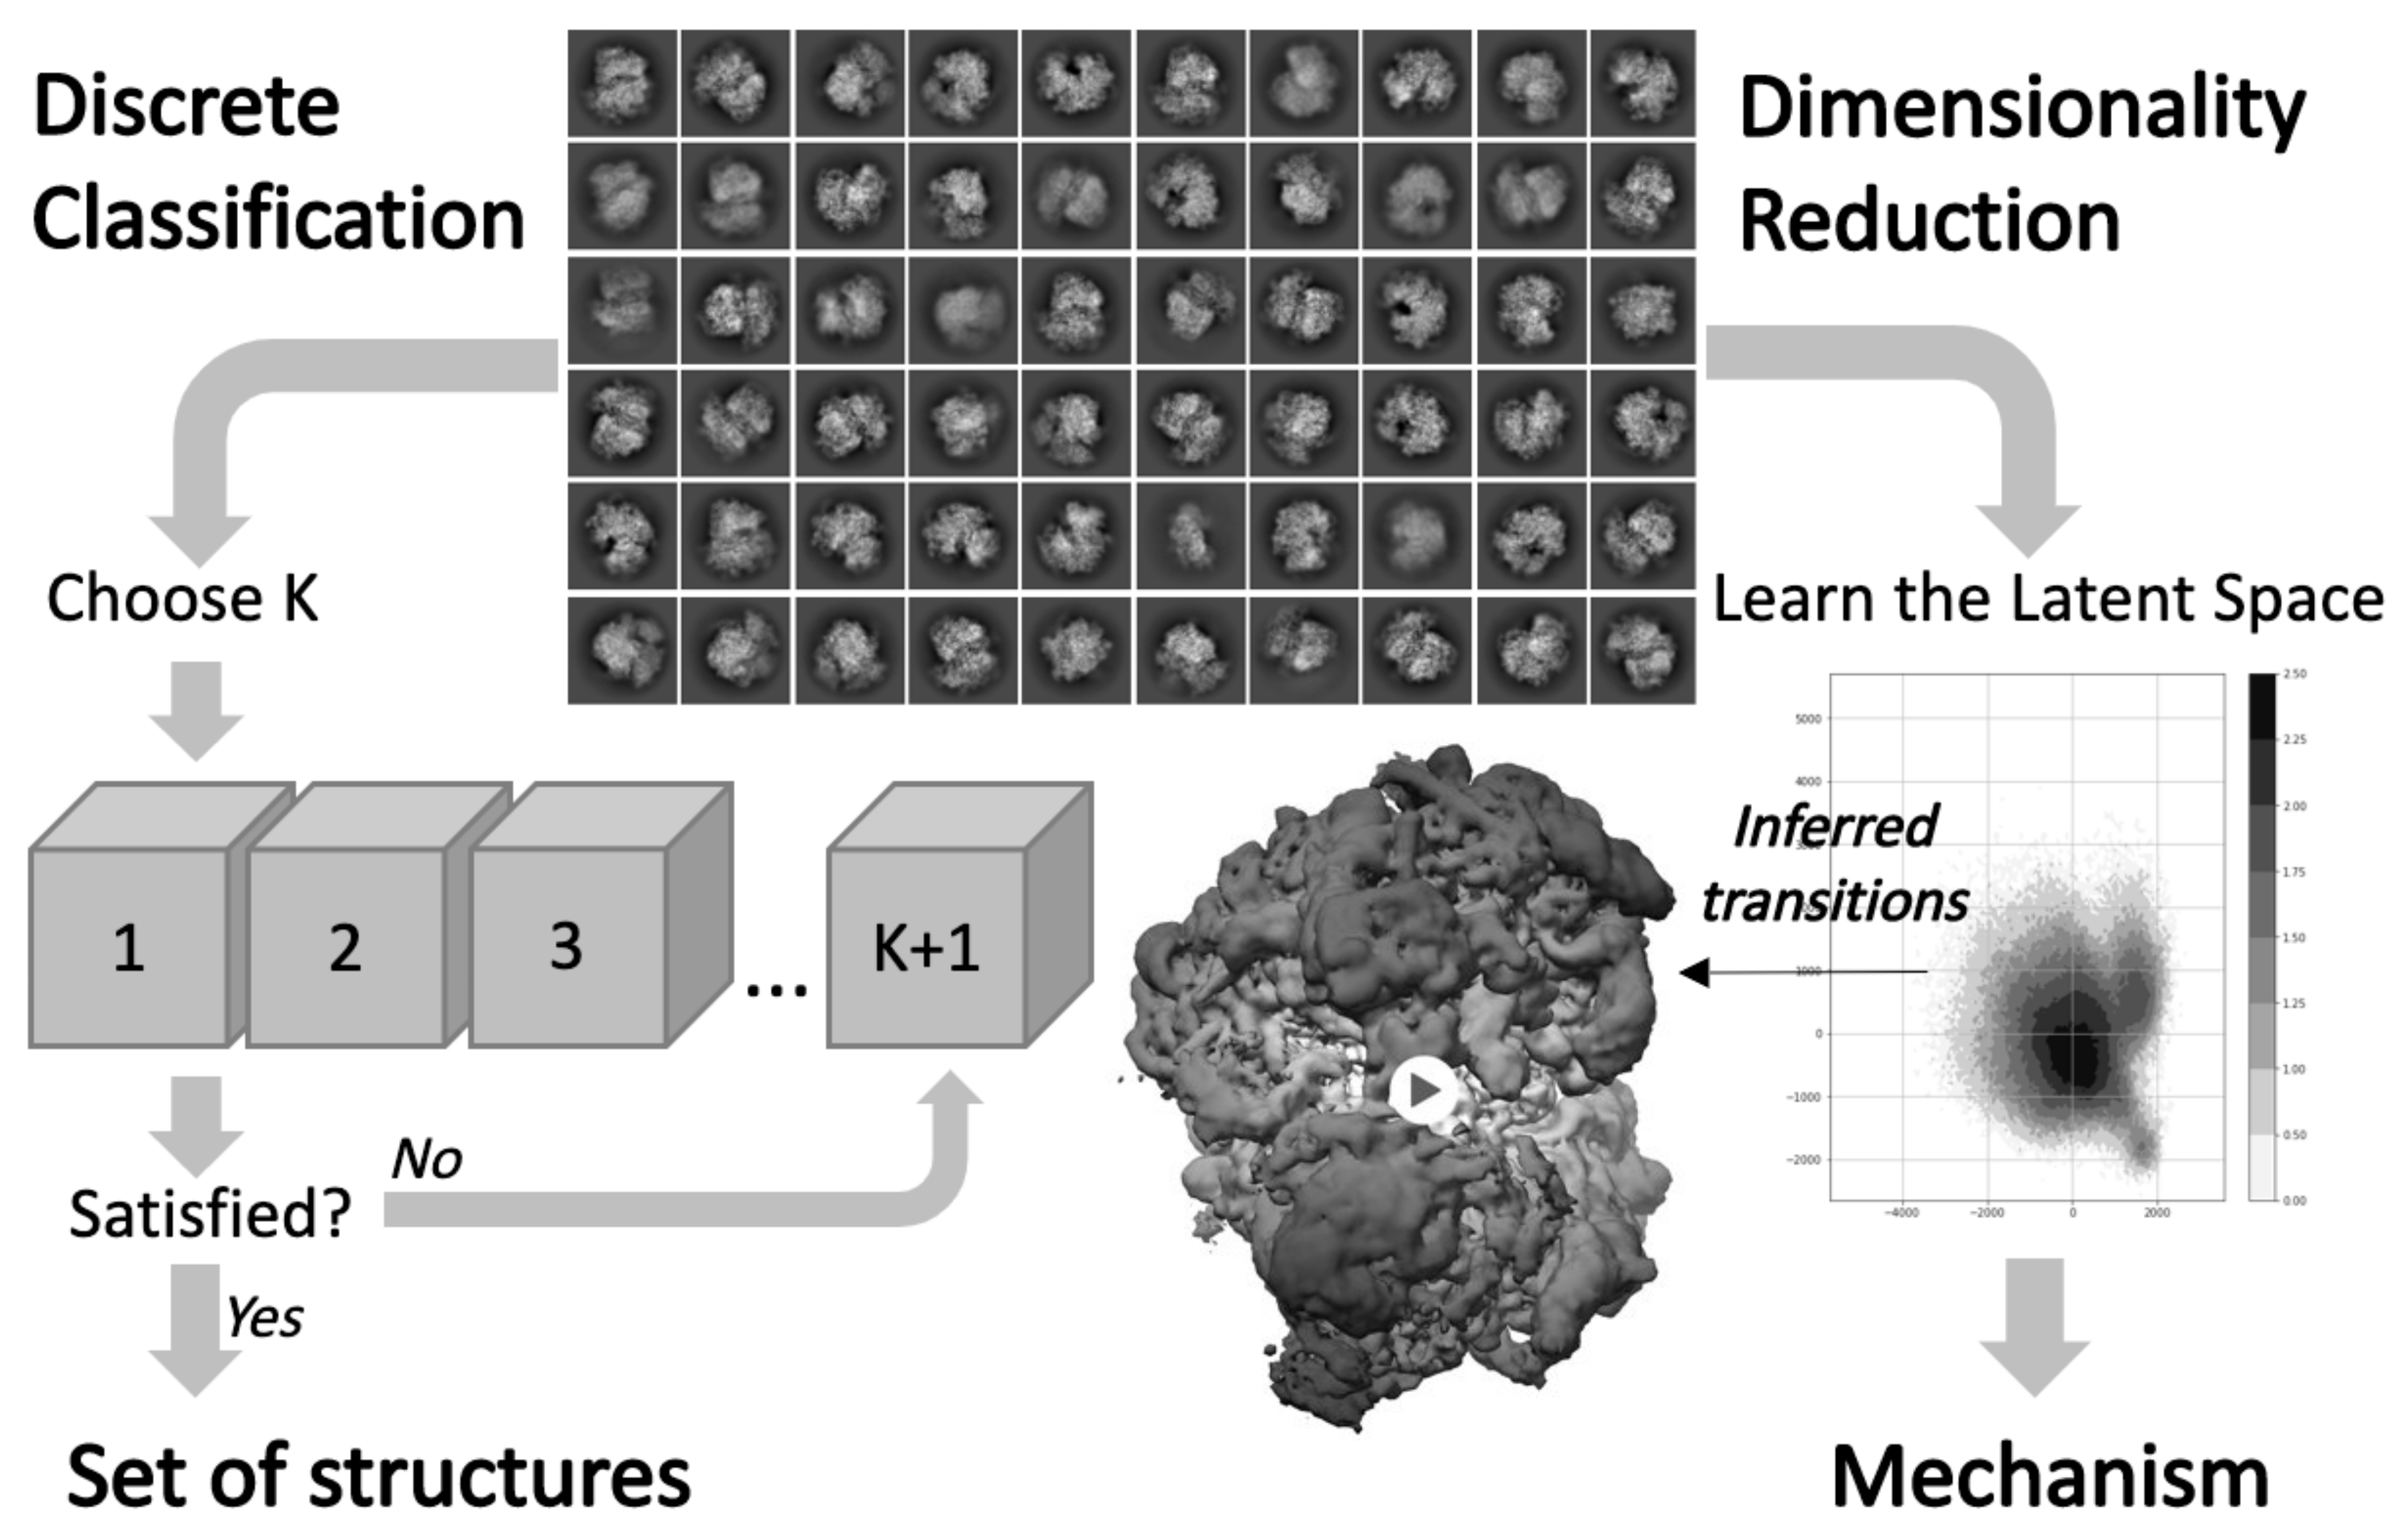 Discrete
Classification
Dimensionality
Reduction
Choose K
Learn the Latent Space
1
2
3
...
K+1
Satisfied?
No
Yes
Set of structures
Inferred
transitions
5000
4000
1000
0
−1000
−2000
−4000
−2000
0
2000
2.50
2.25
2.00
1.75
1.50
1.25
1.00
0.50
0.00
Mechanism